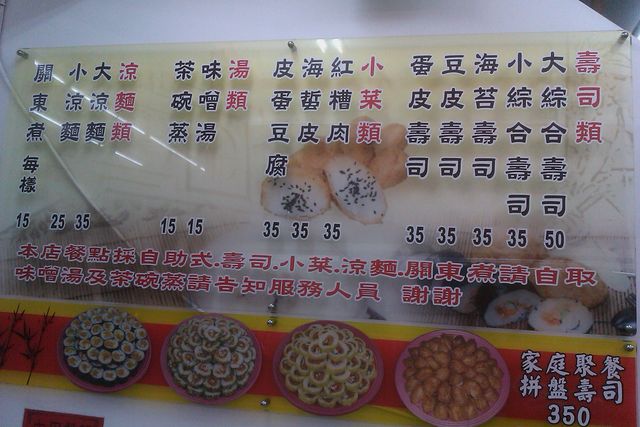 壽司類
大綜合壽司 50
小綜合壽司 35
海苔壽司 35
豆皮壽司 35
蛋皮壽司 35
小菜類
紅糟肉 35
海蜇皮 35
皮蛋豆腐 35
湯類
味噌湯 15
茶碗蒸 15
涼麵類
大涼麵 35
小涼麵 25
關東煮每樣 15
本店餐點採自助式.壽司.小菜.涼麵.關東煮請自取
味噌湯及茶碗蒸請告知服務人員 謝謝
家庭聚餐
拼盤壽司
350